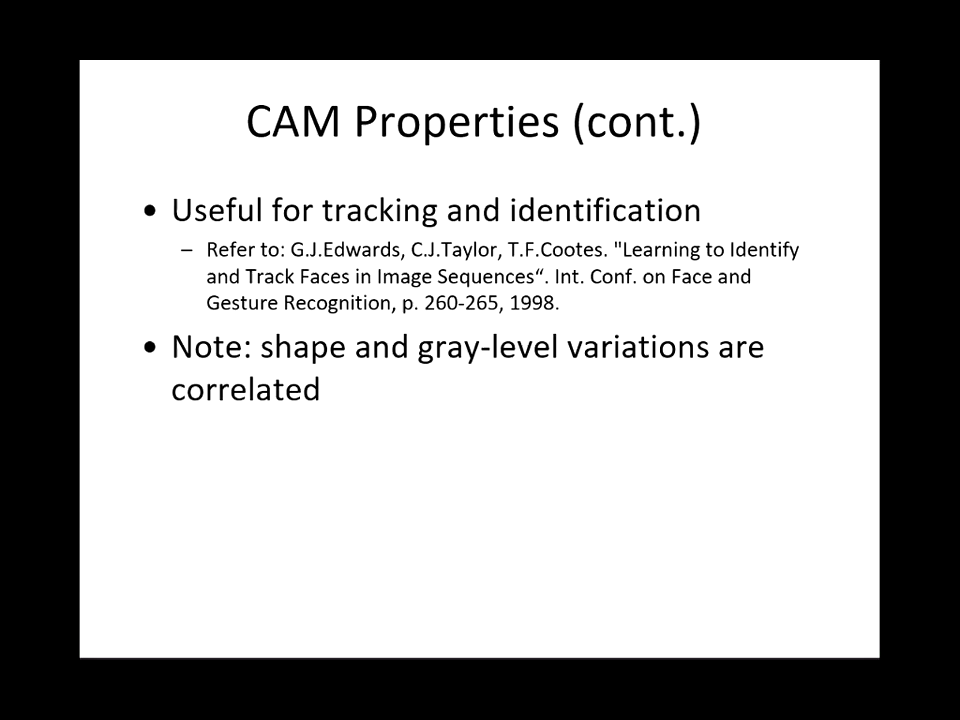 CAM Properties (cont.)
• Useful for tracking and identification
– Refer to: G.J.Edwards, C.J.Taylor, T.F.Cootes. "Learning to Identify
and Track Faces in Image Sequences“. Int. Conf. on Face and
Gesture Recognition, p. 260-265, 1998.
• Note: shape and gray-level variations are
correlated